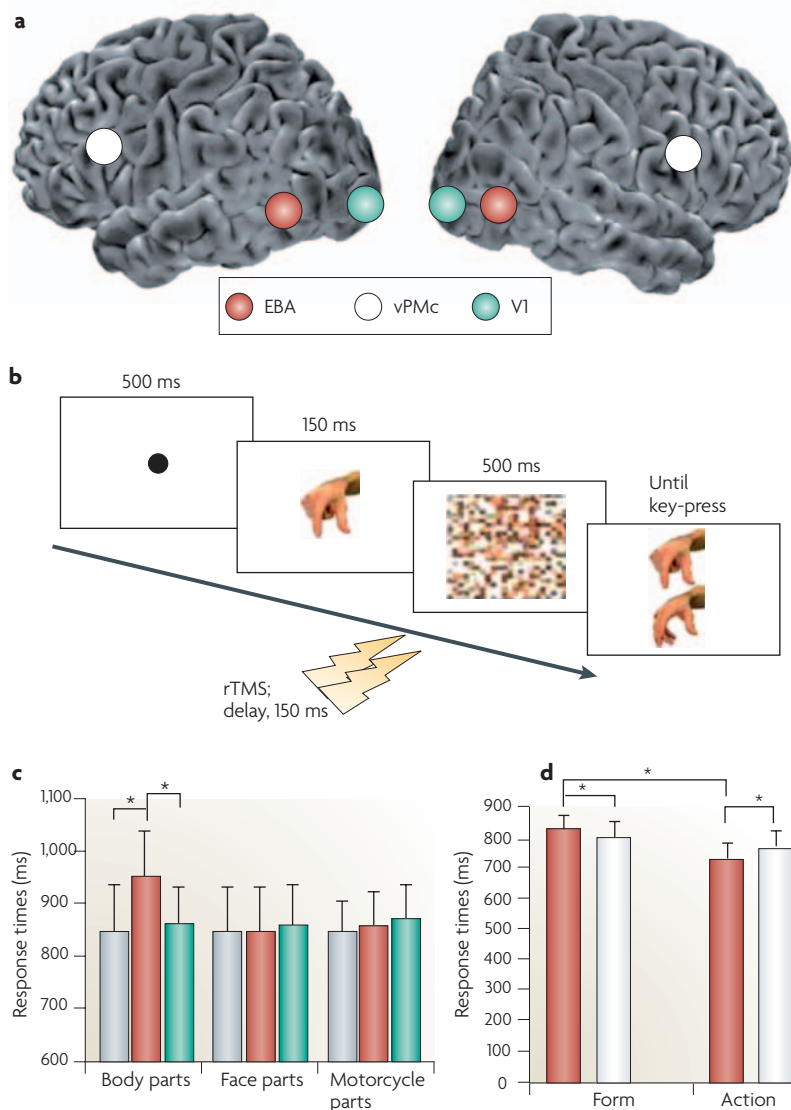 a
EBA vPMc V1
b
500 ms
150 ms
500 ms
Until
key-press
rTMS;
delay, 150 ms
c
Response times (ms)
1,100
1,000
900
800
700
600
* *
Body parts Face parts Motorcycle
parts
d
Response times (ms)
900
800
700
600
500
400
300
200
100
0
*
* *
Form Action